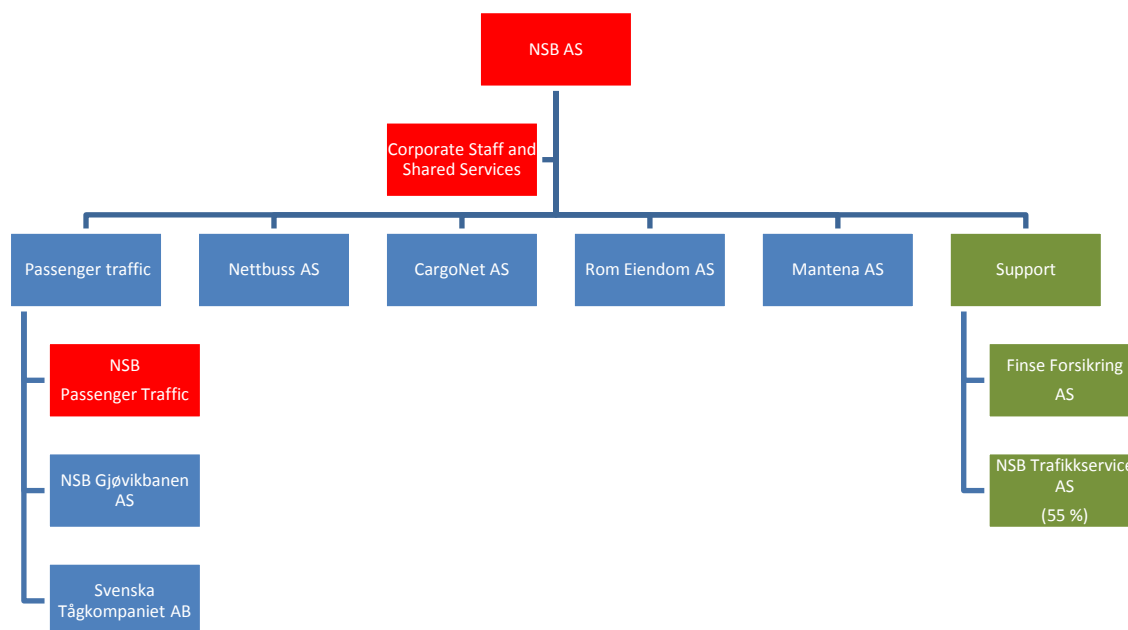 NSB AS
Corporate Staff and
Shared Services
Passenger traffic
Nettbuss AS
CargoNet AS
Rom Eiendom AS
Mantena AS
Support
NSB
Passenger Traffic
Finse Forsikring
AS
NSB Gjøvikbanen
AS
NSB Trafikkservice
AS
(55 %)
Svenska
Tågkompaniet AB